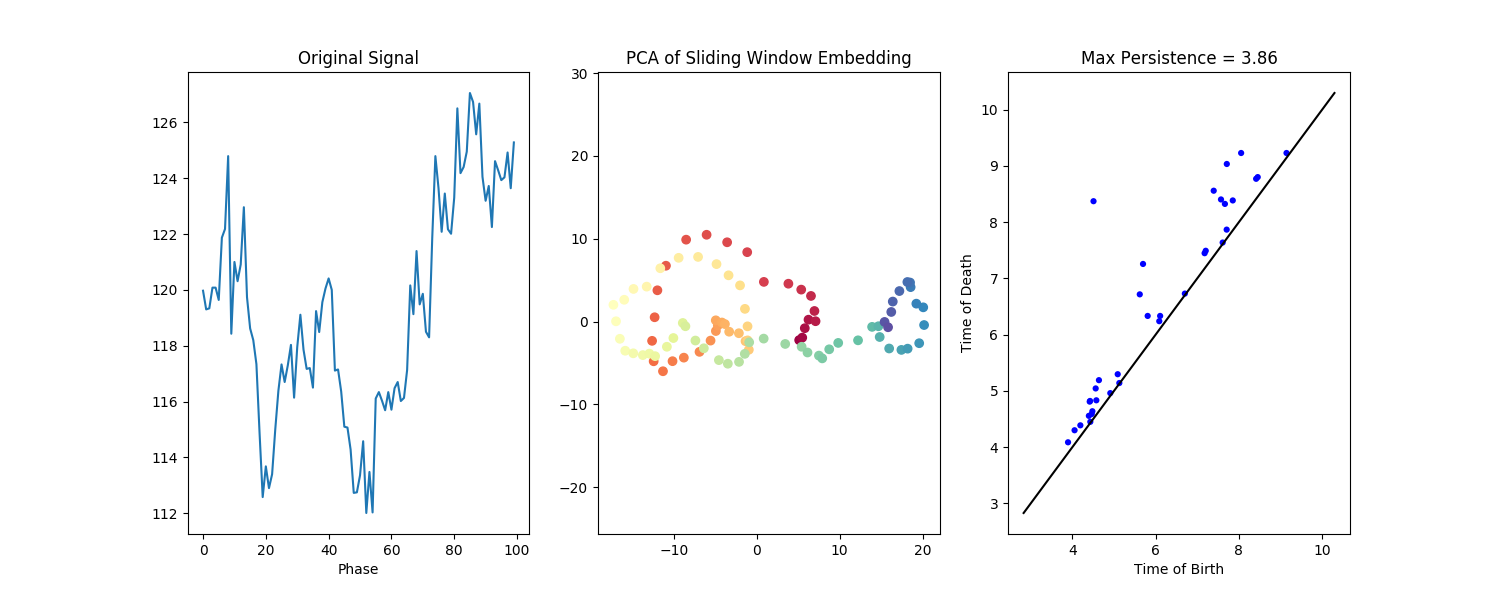 Original Signal
126
124
122
120
118
116
114
112
0 20 40 60 80 100
Phase
PCA of Sliding Window Embedding
30
20
10
0
−10
−20
−10 0 10 20
Max Persistence = 3.86
Time of Death
10
9
8
7
6
5
4
3
4 6 8 10
Time of Birth